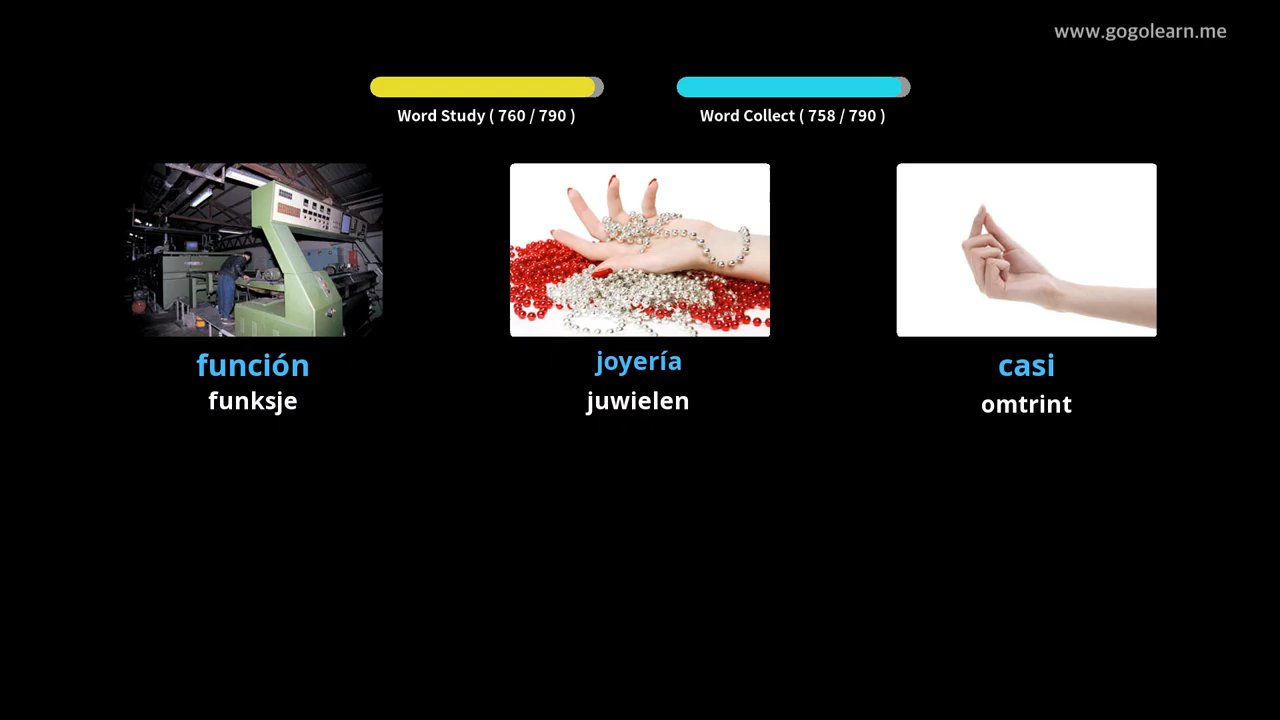 www.gogolearn.me
Word Study ( 760 / 790 )
Word Collect ( 758 / 790 )
función
funksje
joyería
juwielen
casi
omtrint